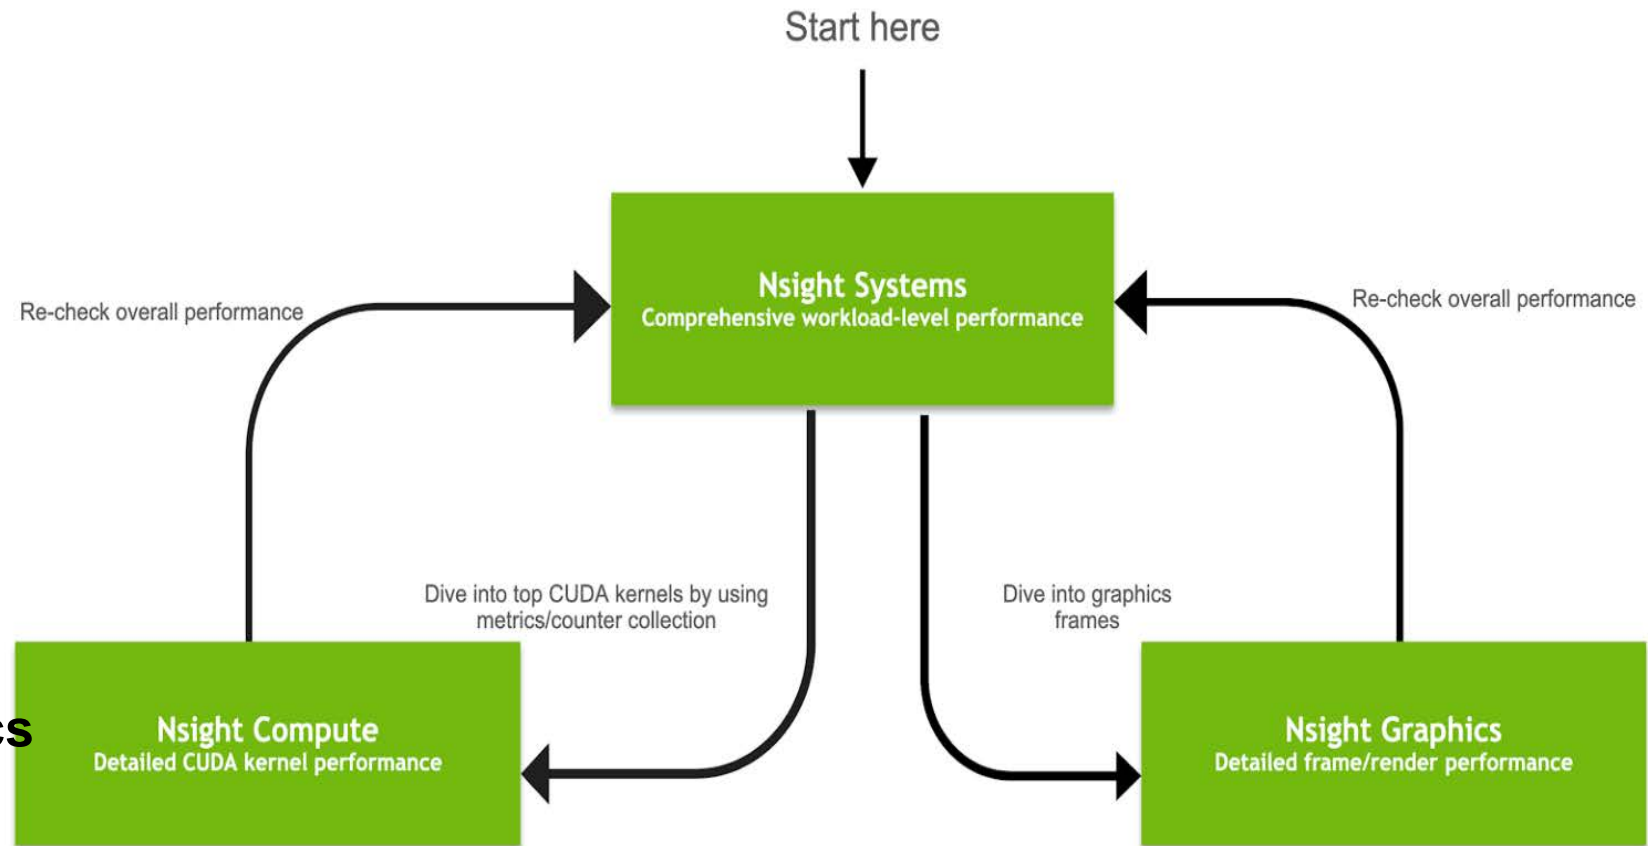 Start here
Nsight Systems
Comprehensive workload-level performance
Re-check overall performance
Re-check overall performance
Dive into top CUDA kernels by using
metrics/counter collection
Dive into graphics
frames
Nsight Compute
Detailed CUDA kernel performance
Nsight Graphics
Detailed frame/render performance